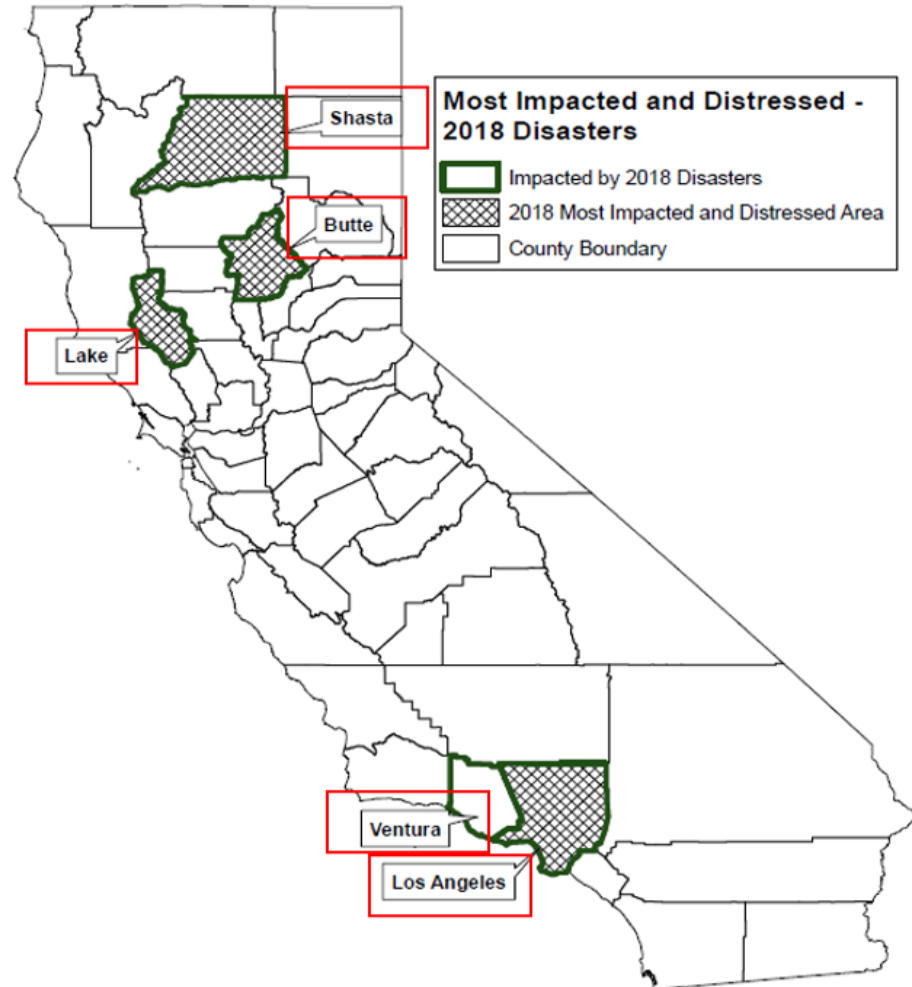 Most Impacted and Distressed -
2018 Disasters
Impacted by 2018 Disasters
2018 Most Impacted and Distressed Area
County Boundary
Shasta
Butte
Lake
Ventura
Los Angeles